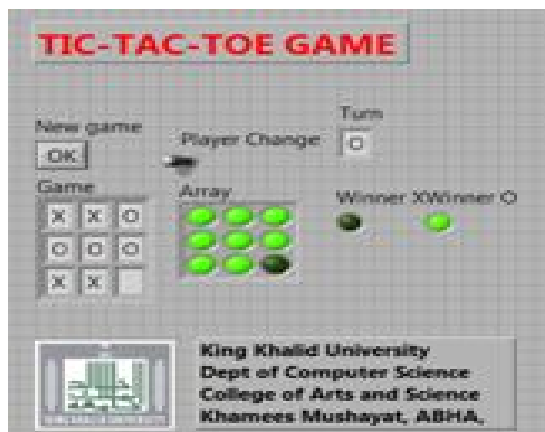 TIC-TAC-TOE GAME
Turn
New game
Player Change
O
OK
Game
Array
Winner X Winner O
X X O
O O O
X X
King Khalid University
Dept of Computer Science
College of Arts and Science
Khamees Mushayat, ABHA,